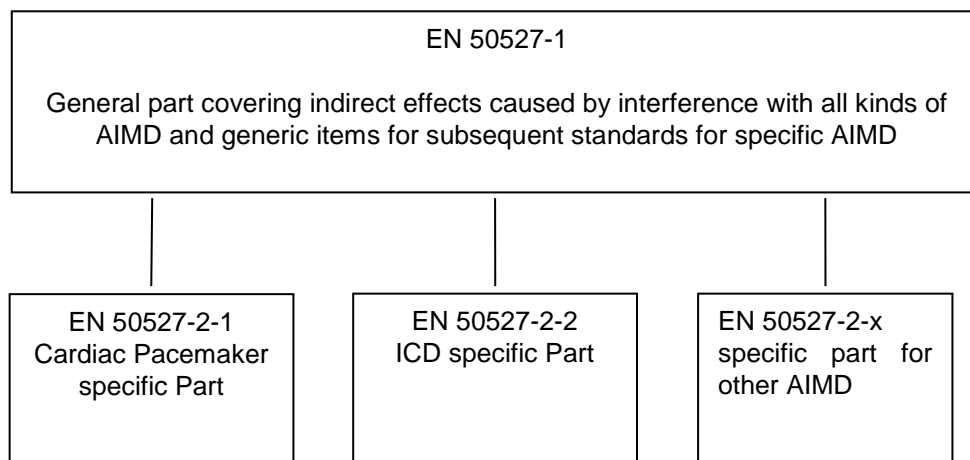 EN 50527-1
General part covering indirect effects caused by interference with all kinds of
AIMD and generic items for subsequent standards for specific AIMD
EN 50527-2-1
Cardiac Pacemaker
specific Part
EN 50527-2-2
ICD specific Part
EN 50527-2-x
specific part for
other AIMD